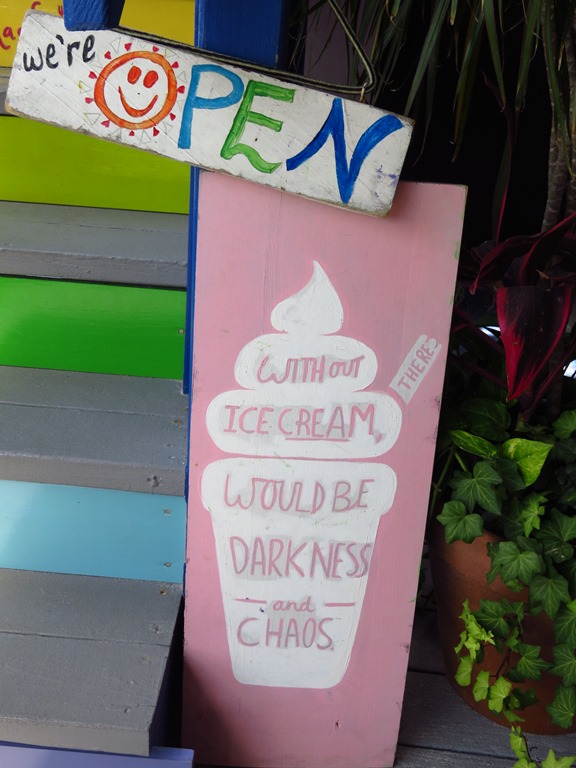 we're OPEN
WITHOUT
ICE CREAM, THERE
WOULD BE
DARKNESS
and
CHAOS.